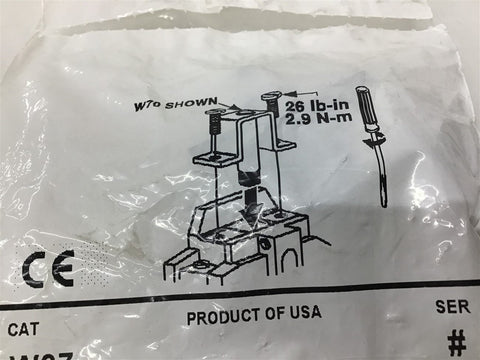 W70 SHOWN
26 lb-in
2.9 N-m
CE
PRODUCT OF USA
SER
CAT
#